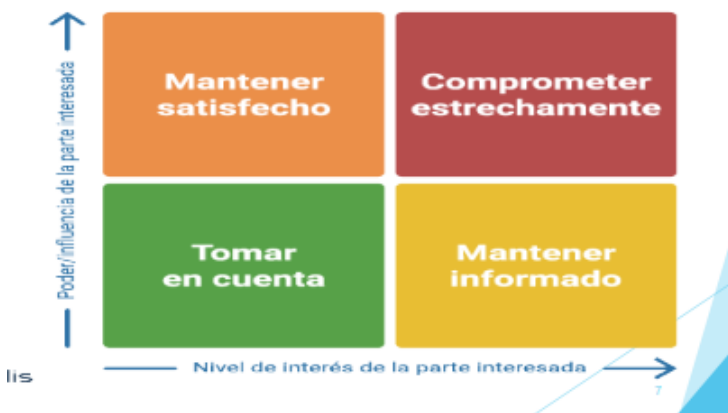 Poder/influencia de la parte interesada
Mantener
satisfecho
Comprometer
estrechamente
Tomar
en cuenta
Mantener
informado
Nivel de interés de la parte interesada
lis
7